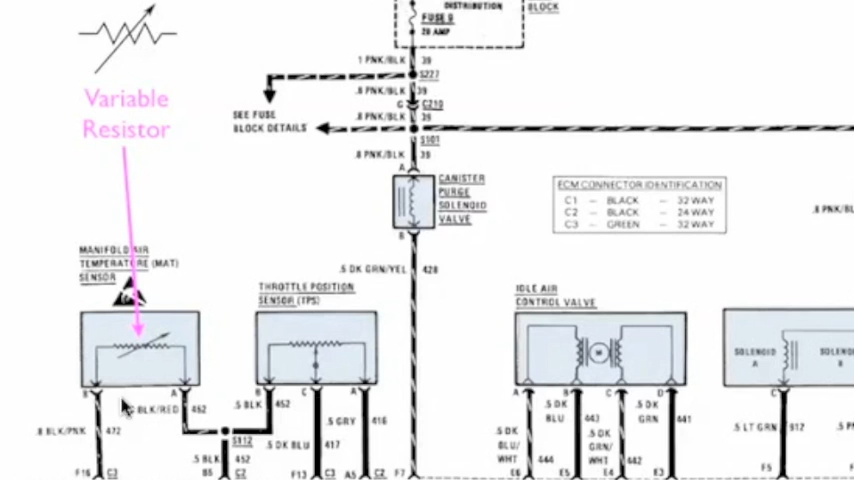 DISTRIBUTION
BLOCK
FUSE 9
20 AMP
1 PNK/BLK 39
S227
.8 PNK/BLK 39
G C210
SEE FUSE
BLOCK DETAILS
.8 PNK/BLK 39
S101
.8 PNK/BLK 39
A
CANISTER
PURGE
SOLENOID
VALVE
B
Variable
Resistor
ECM CONNECTOR IDENTIFICATION
C1 – BLACK – 32 WAY
C2 – BLACK – 24 WAY
C3 – GREEN – 32 WAY
.8 PNK/BL
MANIFOLD AIR
TEMPERATURE (MAT)
SENSOR
.5 DK GRN/YEL 428
THROTTLE POSITION
SENSOR (TPS)
IDLE AIR
CONTROL VALVE
M
SOLENOID
A
SOLENO
B
B A B C A A B C D C
BLK/RED 452
.5 BLK 452
.5 GRY 416
.8 BLK/PNK 472
S112
.5 DK BLU 417
.5 BLK 452
.5 DK
BLU/
WHT 444
.5 DK
BLU 443
.5 DK
GRN/
WHT 442
.5 DK
GRN 441
.5 LT GRN 912
F16 C3 B5 C2 F13 C3 A5 C2 F7 E6 E5 E4 E3 F5